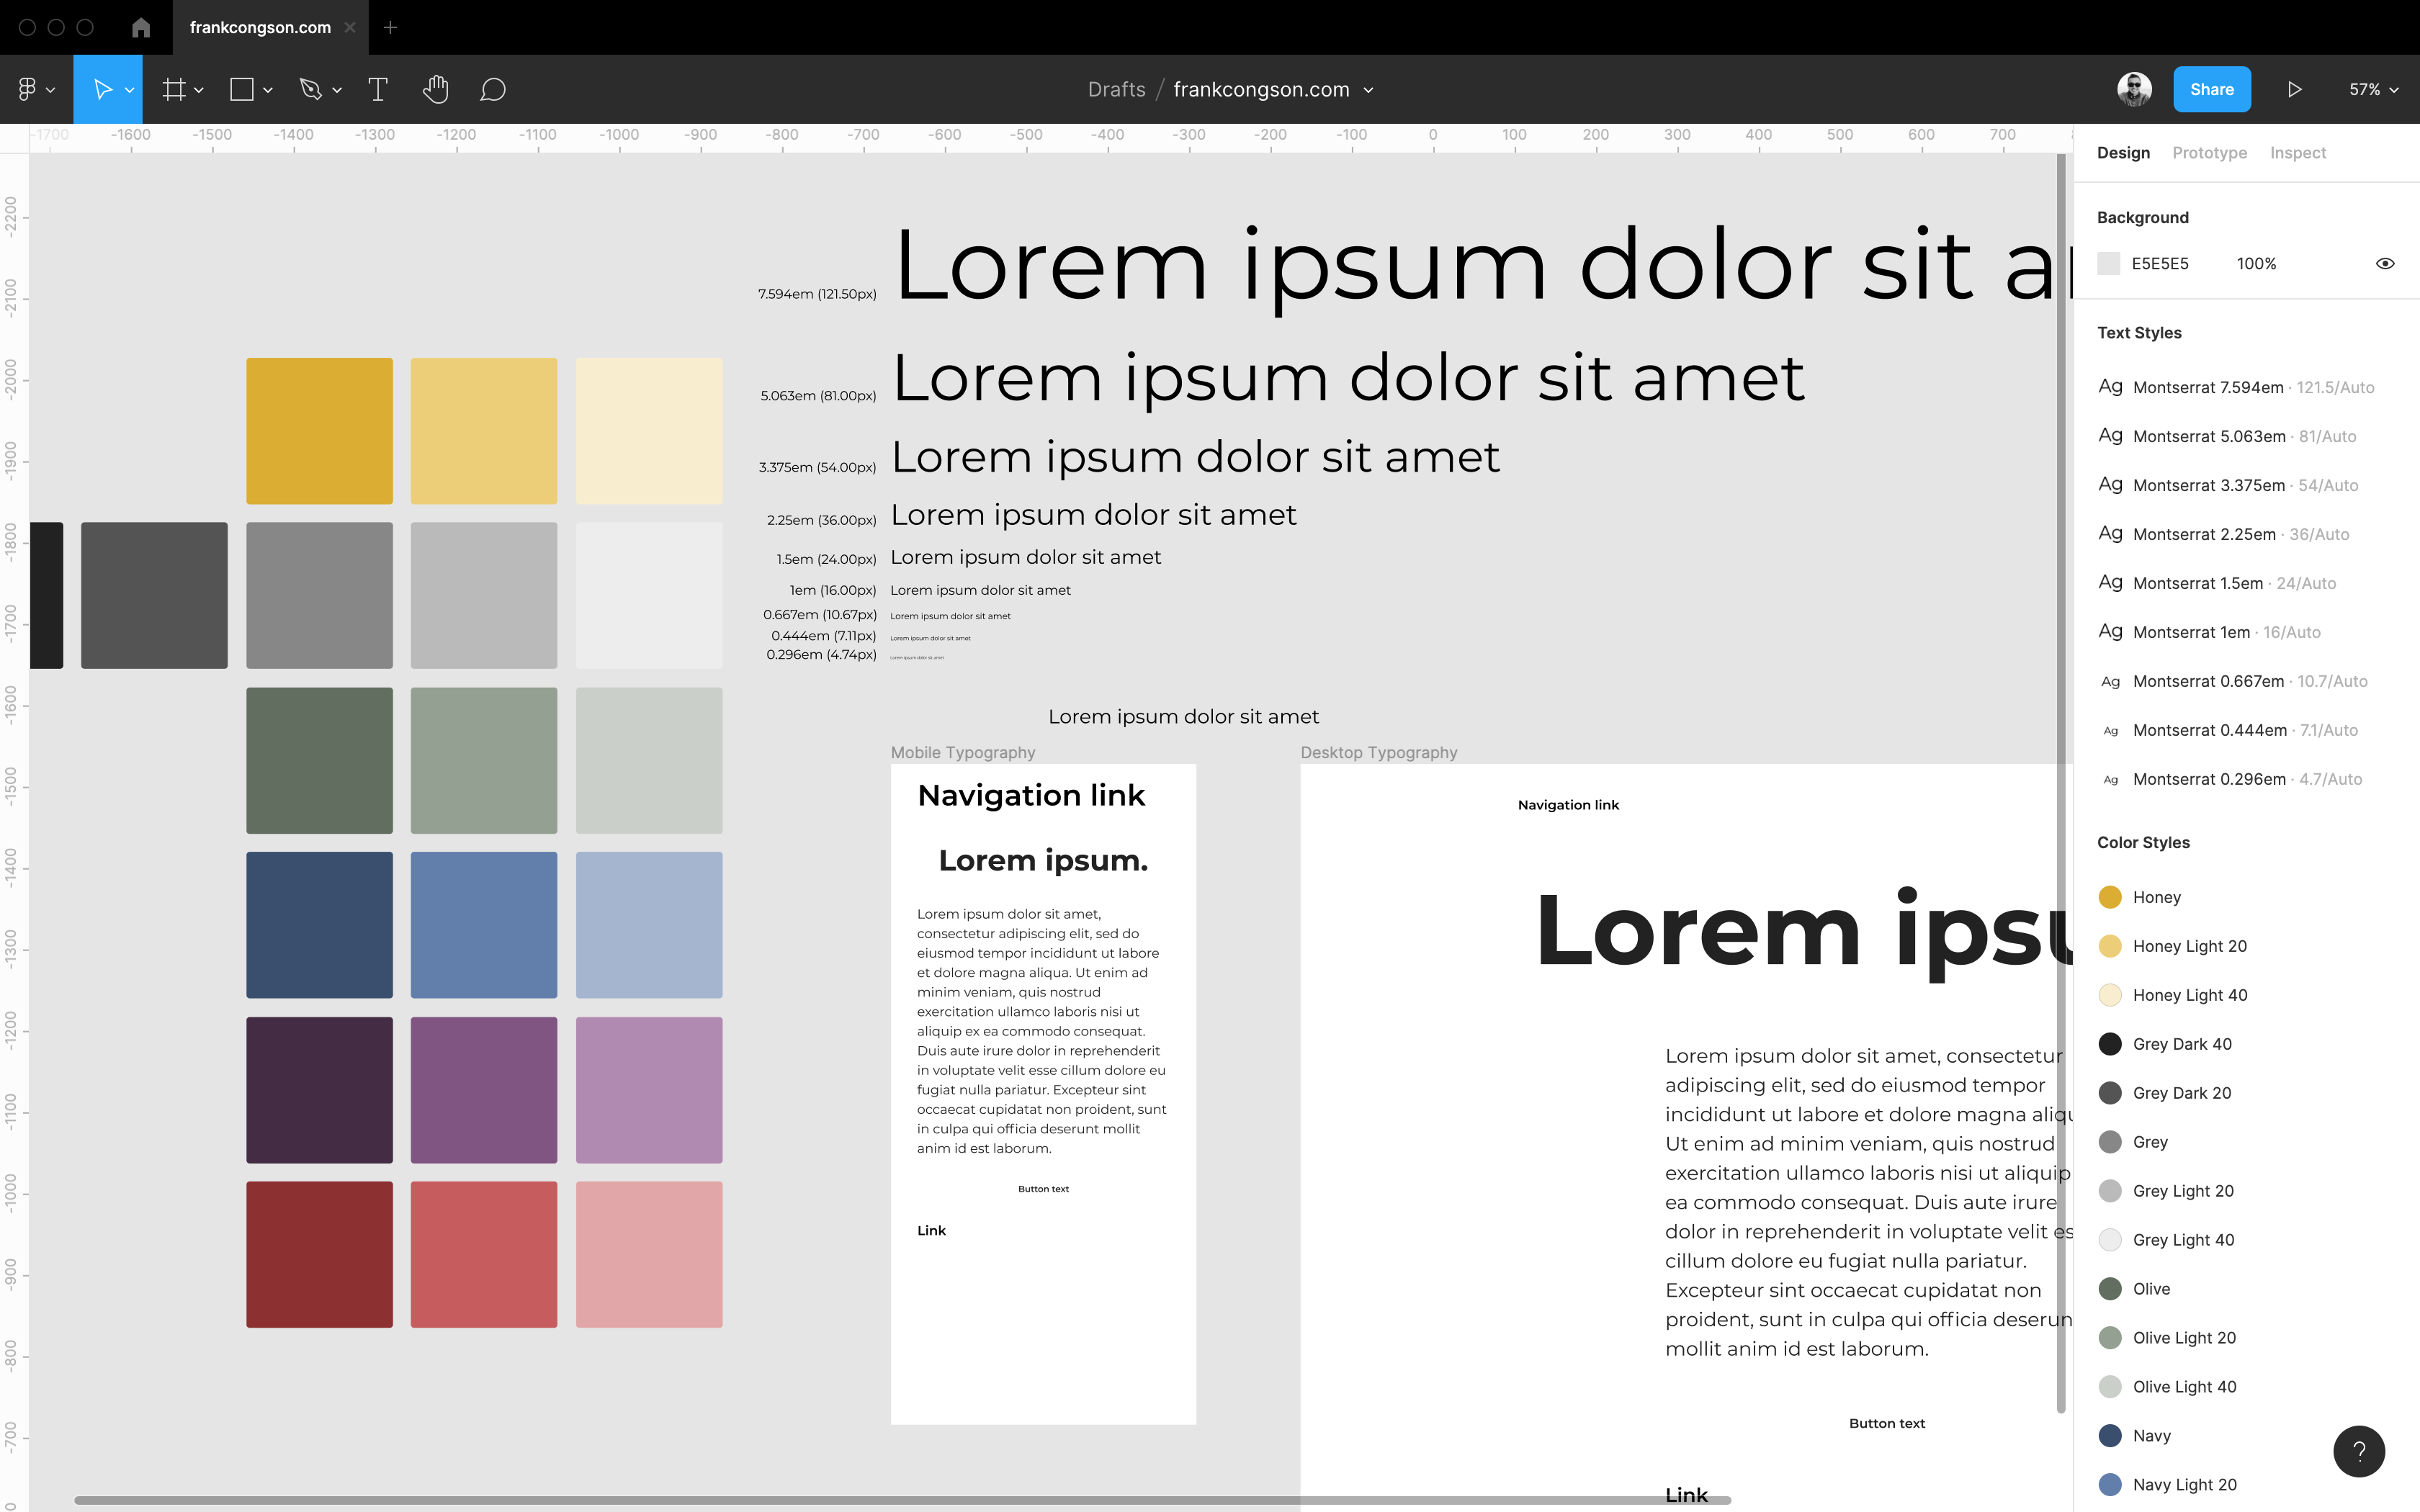 frankcongson.com
Drafts / frankcongson.com
Share
57%
-1700 -1600 -1500 -1400 -1300 -1200 -1100 -1000 -900 -800 -700 -600 -500 -400 -300 -200 -100 0 100 200 300 400 500 600 700
-2200
-2100
-2000
-1900
-1800
-1700
-1600
-1500
-1400
-1300
-1200
-1100
-1000
-900
-800
-700
7.594em (121.50px)
Lorem ipsum dolor sit a
5.063em (81.00px)
Lorem ipsum dolor sit amet
3.375em (54.00px)
Lorem ipsum dolor sit amet
2.25em (36.00px)
Lorem ipsum dolor sit amet
1.5em (24.00px)
Lorem ipsum dolor sit amet
1em (16.00px)
Lorem ipsum dolor sit amet
0.667em (10.67px)
Lorem ipsum dolor sit amet
0.444em (7.11px)
Lorem ipsum dolor sit amet
0.296em (4.74px)
Lorem ipsum dolor sit amet
Lorem ipsum dolor sit amet
Mobile Typography
Navigation link
Lorem ipsum.
Lorem ipsum dolor sit amet,
consectetur adipiscing elit, sed do
eiusmod tempor incididunt ut labore
et dolore magna aliqua. Ut enim ad
minim veniam, quis nostrud
exercitation ullamco laboris nisi ut
aliquip ex ea commodo consequat.
Duis aute irure dolor in reprehenderit
in voluptate velit esse cillum dolore eu
fugiat nulla pariatur. Excepteur sint
occaecat cupidatat non proident, sunt
in culpa qui officia deserunt mollit
anim id est laborum.
Button text
Link
Desktop Typography
Navigation link
Lorem ipsu
Lorem ipsum dolor sit amet, consectetur
adipiscing elit, sed do eiusmod tempor
incididunt ut labore et dolore magna aliqu
Ut enim ad minim veniam, quis nostrud
exercitation ullamco laboris nisi ut aliquip
ea commodo consequat. Duis aute irure
dolor in reprehenderit in voluptate velit es
cillum dolore eu fugiat nulla pariatur.
Excepteur sint occaecat cupidatat non
proident, sunt in culpa qui officia deserun
mollit anim id est laborum.
Button text
Link
Design Prototype Inspect
Background
E5E5E5 100%
Text Styles
Ag Montserrat 7.594em · 121.5/Auto
Ag Montserrat 5.063em · 81/Auto
Ag Montserrat 3.375em · 54/Auto
Ag Montserrat 2.25em · 36/Auto
Ag Montserrat 1.5em · 24/Auto
Ag Montserrat 1em · 16/Auto
Ag Montserrat 0.667em · 10.7/Auto
Ag Montserrat 0.444em · 7.1/Auto
Ag Montserrat 0.296em · 4.7/Auto
Color Styles
Honey
Honey Light 20
Honey Light 40
Grey Dark 40
Grey Dark 20
Grey
Grey Light 20
Grey Light 40
Olive
Olive Light 20
Olive Light 40
Navy
Navy Light 20
?